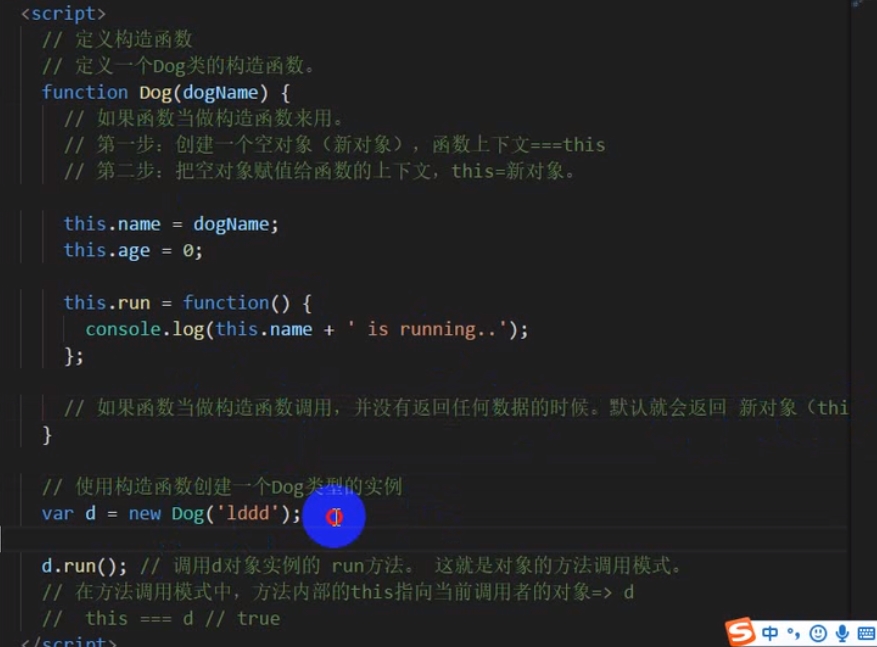 <script>
// 定义构造函数
// 定义一个Dog类的构造函数。
function Dog(dogName) {
// 如果函数当做构造函数来用。
// 第一步：创建一个空对象（新对象），函数上下文===this
// 第二步：把空对象赋值给函数的上下文，this=新对象。
this.name = dogName;
this.age = 0;
this.run = function() {
console.log(this.name + ' is running..');
};
// 如果函数当做构造函数调用，并没有返回任何数据的时候。默认就会返回 新对象（thi
}
// 使用构造函数创建一个Dog类型的实例
var d = new Dog('lddd');
d.run(); // 调用d对象实例的 run方法。 这就是对象的方法调用模式。
// 在方法调用模式中，方法内部的this指向当前调用者的对象=> d
// this === d // true
</script>
S 中